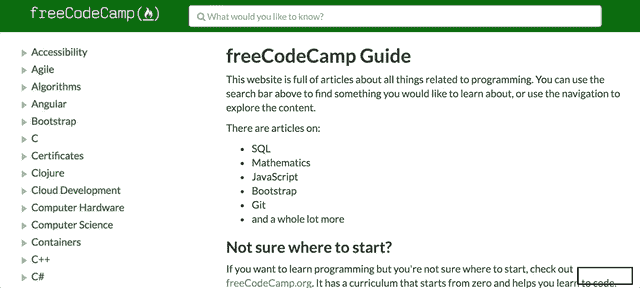 freeCodeCamp(🔥)
What would you like to know?
Accessibility
Agile
Algorithms
Angular
Bootstrap
C
Certificates
Clojure
Cloud Development
Computer Hardware
Computer Science
Containers
C++
C#
freeCodeCamp Guide
This website is full of articles about all things related to programming. You can use the
search bar above to find something you would like to learn about, or use the navigation to
explore the content.
There are articles on:
SQL
Mathematics
JavaScript
Bootstrap
Git
and a whole lot more
Not sure where to start?
If you want to learn programming but you're not sure where to start, check out
freeCodeCamp.org. It has a curriculum that starts from zero and helps you learn to code.